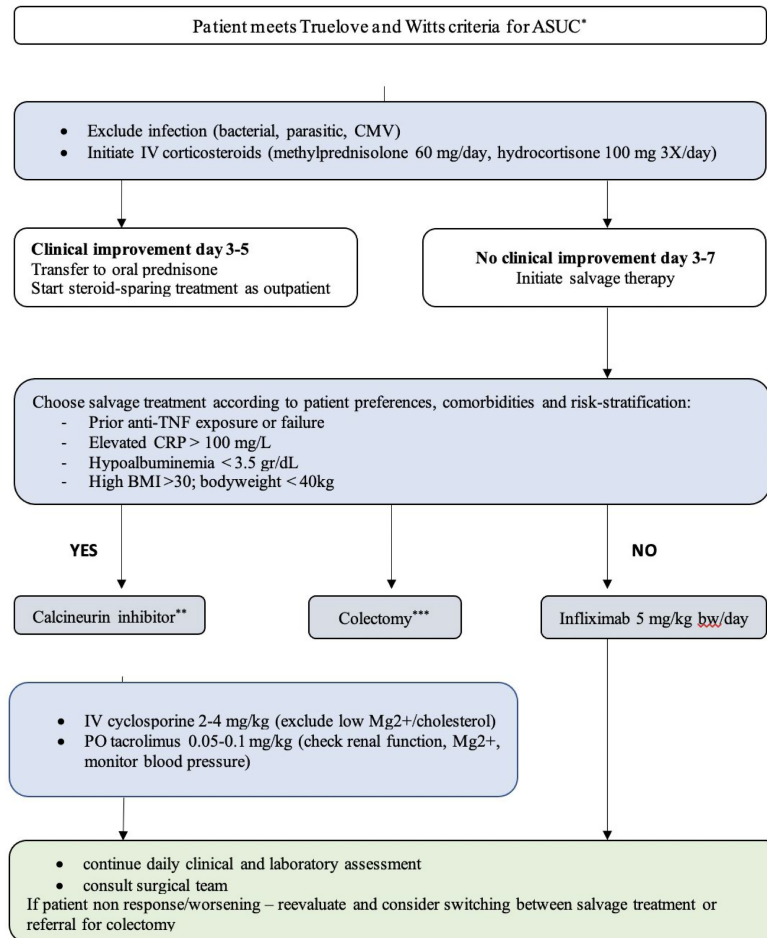 Patient meets Truelove and Witts criteria for ASUC*
• Exclude infection (bacterial, parasitic, CMV)
• Initiate IV corticosteroids (methylprednisolone 60 mg/day, hydrocortisone 100 mg 3X/day)
Clinical improvement day 3-5
Transfer to oral prednisone
Start steroid-sparing treatment as outpatient
No clinical improvement day 3-7
Initiate salvage therapy
Choose salvage treatment according to patient preferences, comorbidities and risk-stratification:
- Prior anti-TNF exposure or failure
- Elevated CRP > 100 mg/L
- Hypoalbuminemia < 3.5 gr/dL
- High BMI >30; bodyweight < 40kg
YES
NO
Calcineurin inhibitor**
Colectomy***
Infliximab 5 mg/kg bw/day
• IV cyclosporine 2-4 mg/kg (exclude low Mg2+/cholesterol)
• PO tacrolimus 0.05-0.1 mg/kg (check renal function, Mg2+,
monitor blood pressure)
• continue daily clinical and laboratory assessment
• consult surgical team
If patient non response/worsening – reevaluate and consider switching between salvage treatment or
referral for colectomy